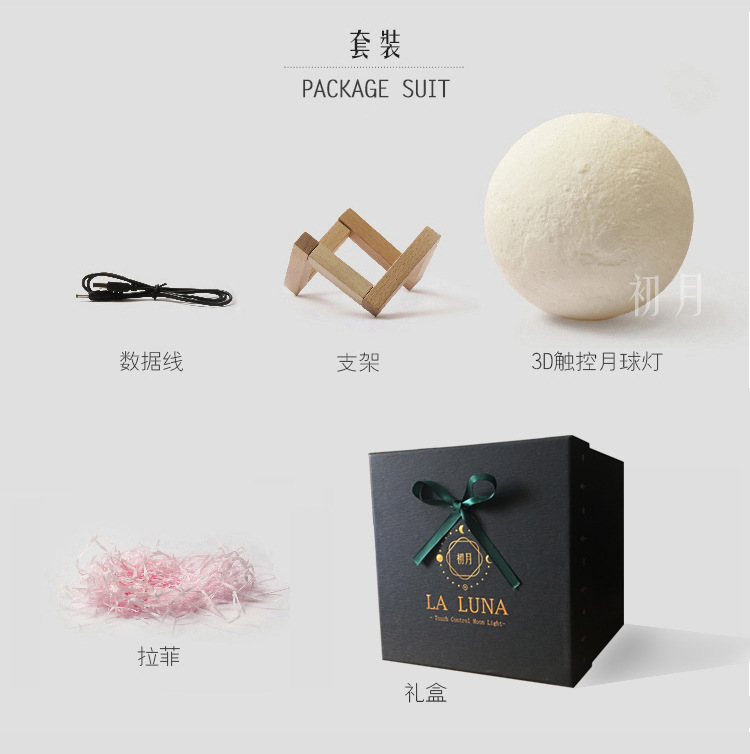 套裝
PACKAGE SUIT
初月
数据线
支架
3D触控月球灯
初月
LA LUNA
-Touch Control Moon Light-
拉菲
礼盒